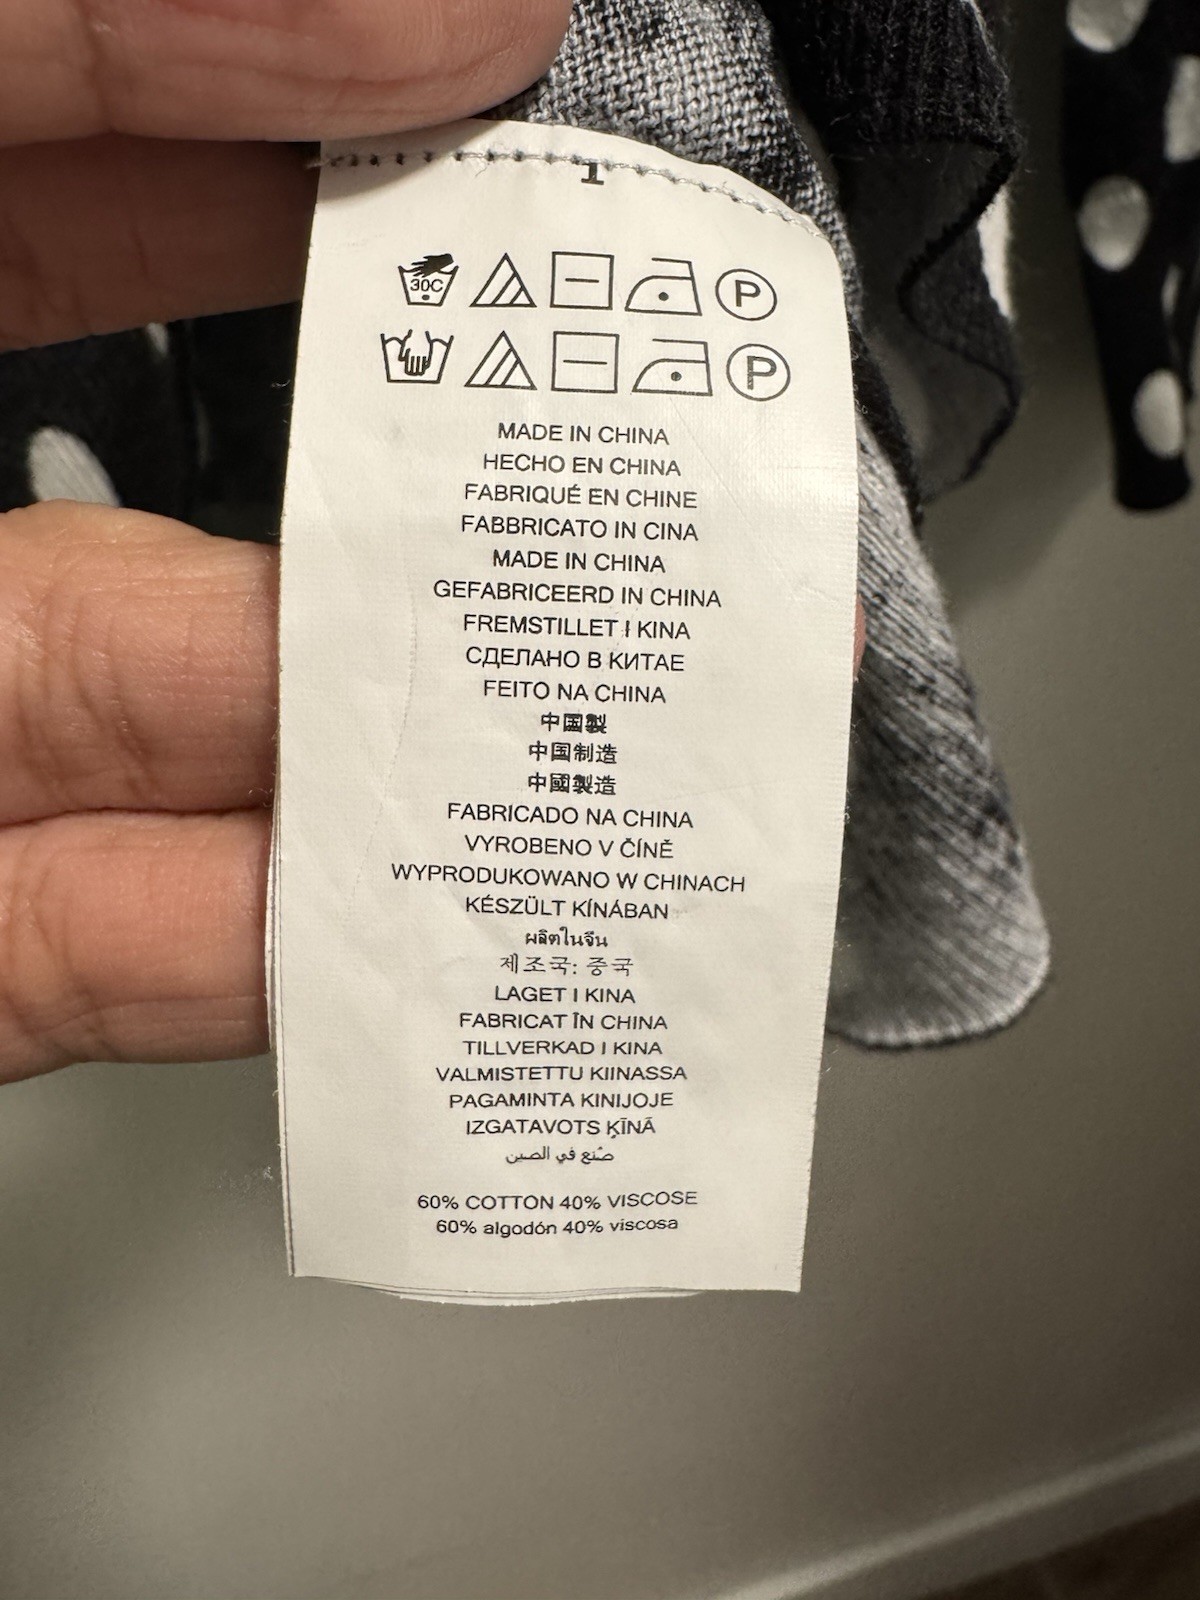 1
30C
P
P
MADE IN CHINA
HECHO EN CHINA
FABRIQUÉ EN CHINE
FABBRICATO IN CINA
MADE IN CHINA
GEFABRICEERD IN CHINA
FREMSTILLET I KINA
СДЕЛАНО В КИТАЕ
FEITO NA CHINA
中国製
中国制造
中國製造
FABRICADO NA CHINA
VYROBENO V ČÍNĚ
WYPRODUKOWANO W CHINACH
KÉSZÜLT KÍNÁBAN
ผลิตในจีน
제조국: 중국
LAGET I KINA
FABRICAT ÎN CHINA
TILLVERKAD I KINA
VALMISTETTU KIINASSA
PAGAMINTA KINIJOJE
IZGATAVOTS ĶĪNĀ
صنع في الصين
60% COTTON 40% VISCOSE
60% algodón 40% viscosa